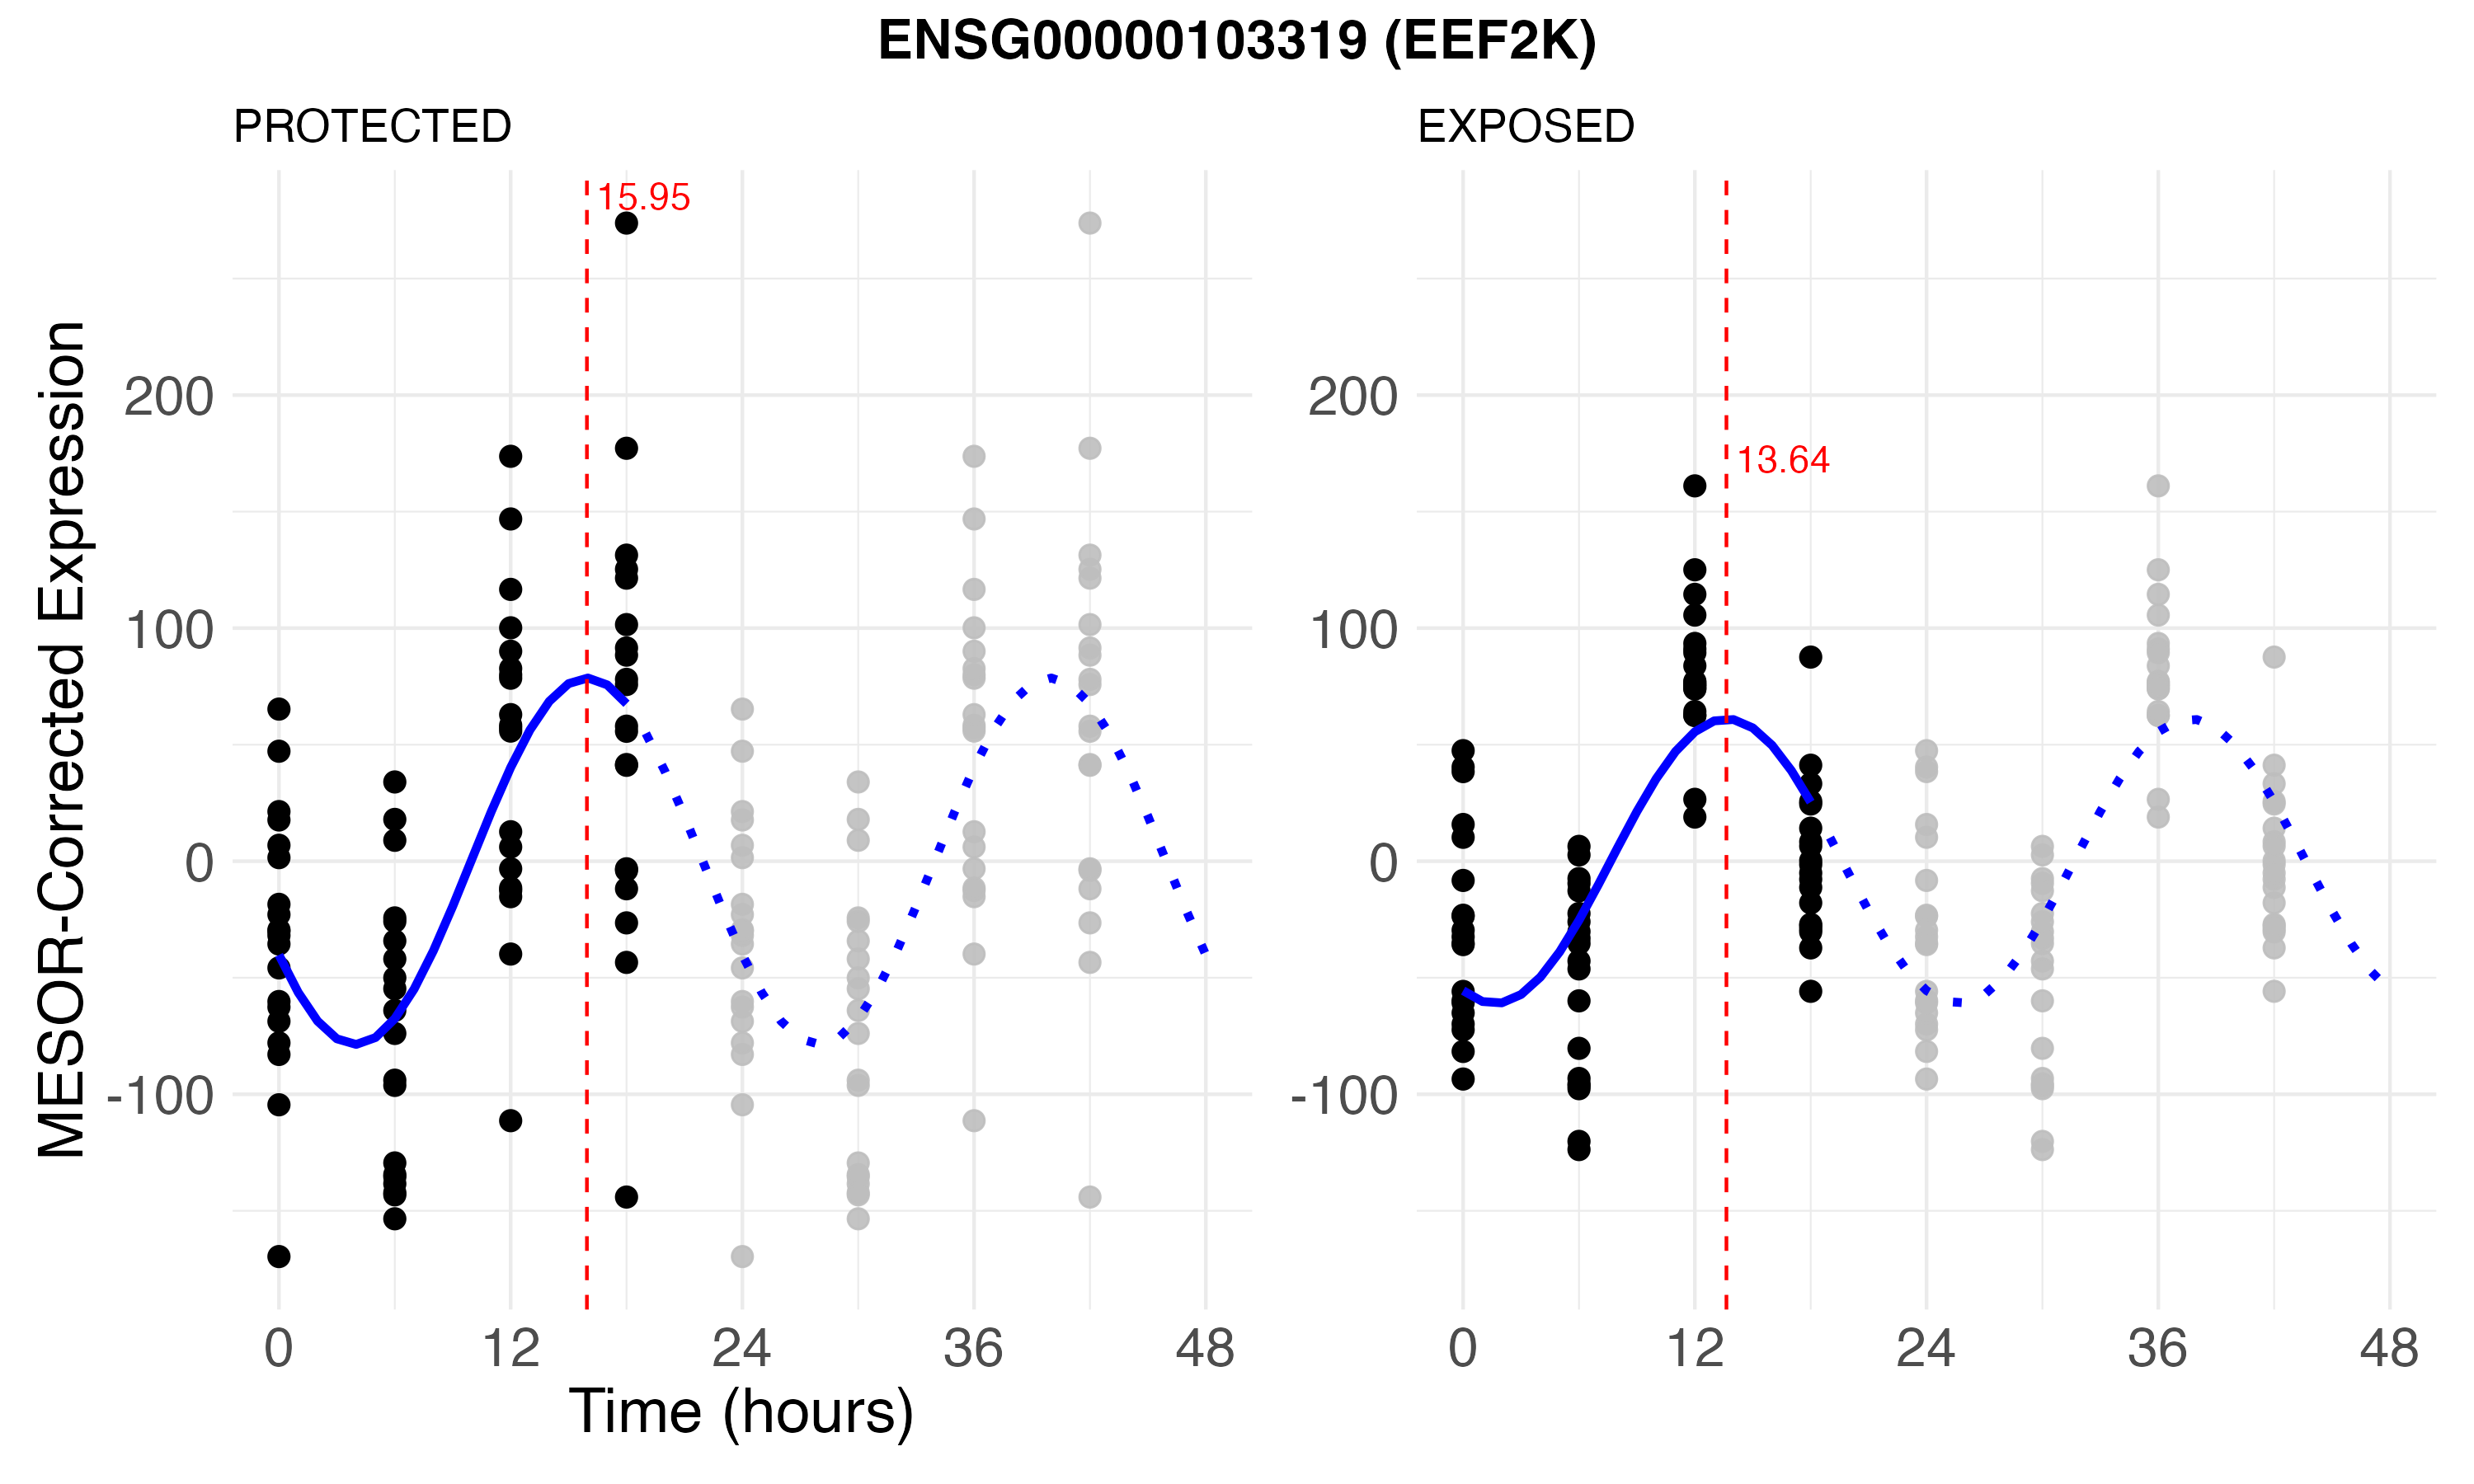 ENSG00000103319 (EEF2K)
PROTECTED
EXPOSED
MESOR-Corrected Expression
15.95
13.64
200
100
0
-100
200
100
0
-100
0 12 24 36 48
0 12 24 36 48
Time (hours)